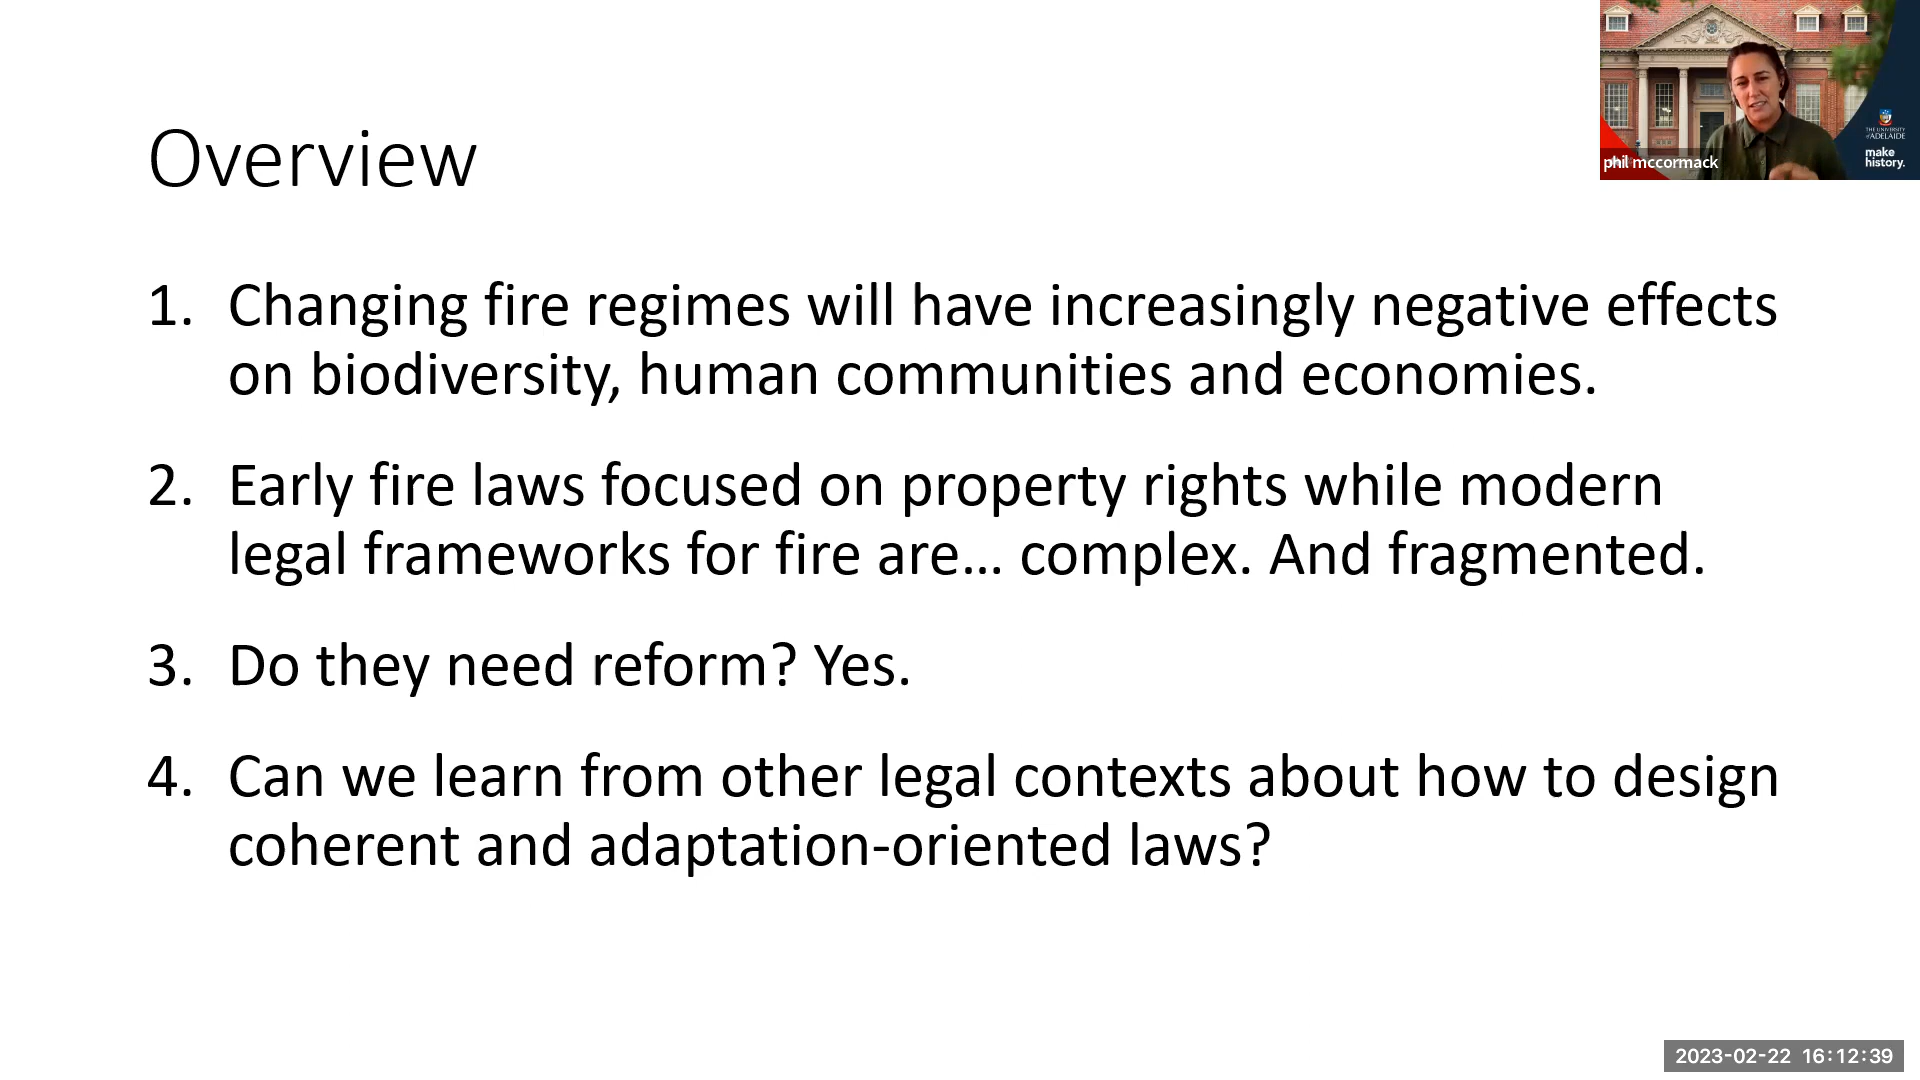 Overview
1. Changing fire regimes will have increasingly negative effects
on biodiversity, human communities and economies.
2. Early fire laws focused on property rights while modern
legal frameworks for fire are... complex. And fragmented.
3. Do they need reform? Yes.
4. Can we learn from other legal contexts about how to design
coherent and adaptation-oriented laws?
THE UNIVERSITY
of ADELAIDE
make
history.
phil mccormack
2023-02-22 16:12:39